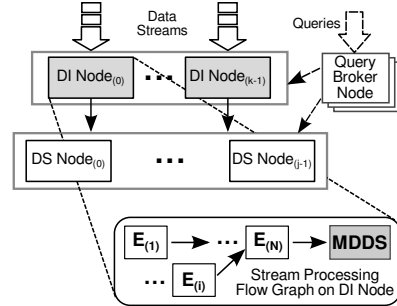 Data
Streams
Queries
DI Node(0)
...
DI Node(k-1)
Query
Broker
Node
DS Node(0)
...
DS Node(j-1)
E(1)
...
E(N)
MDDS
...
E(i)
Stream Processing
Flow Graph on DI Node